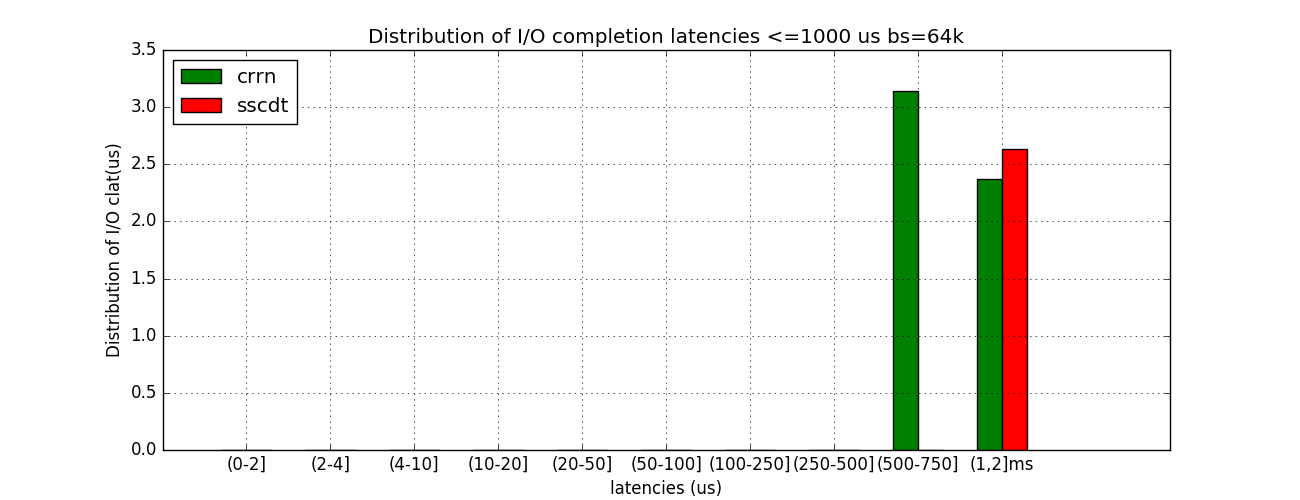 Distribution of I/O completion latencies <=1000 us bs=64k
crrn
sscdt
Distribution of I/O clat(us)
3.5
3.0
2.5
2.0
1.5
1.0
0.5
0.0
(0-2] (2-4] (4-10] (10-20] (20-50] (50-100] (100-250] (250-500] (500-750] (1,2]ms
latencies (us)